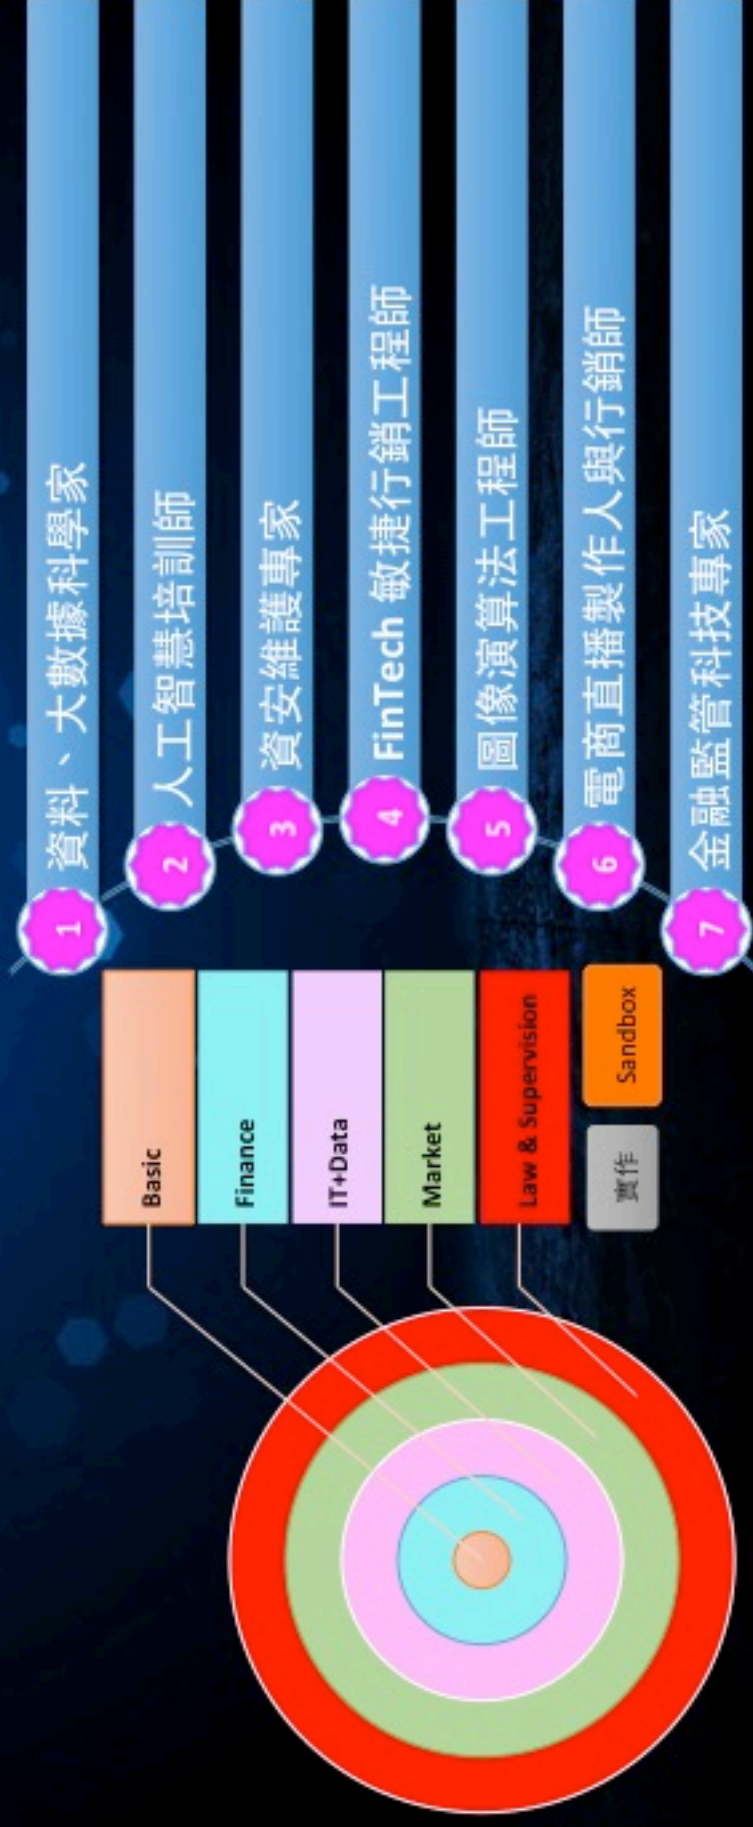 Basic
Finance
IT+Data
Market
Law & Supervision
實作
Sandbox
1
資料、大數據科學家
2
人工智慧培訓師
3
資安維護專家
4
FinTech 敏捷行銷工程師
5
圖像演算法工程師
6
電商直播製作人與行銷師
7
金融監管科技專家